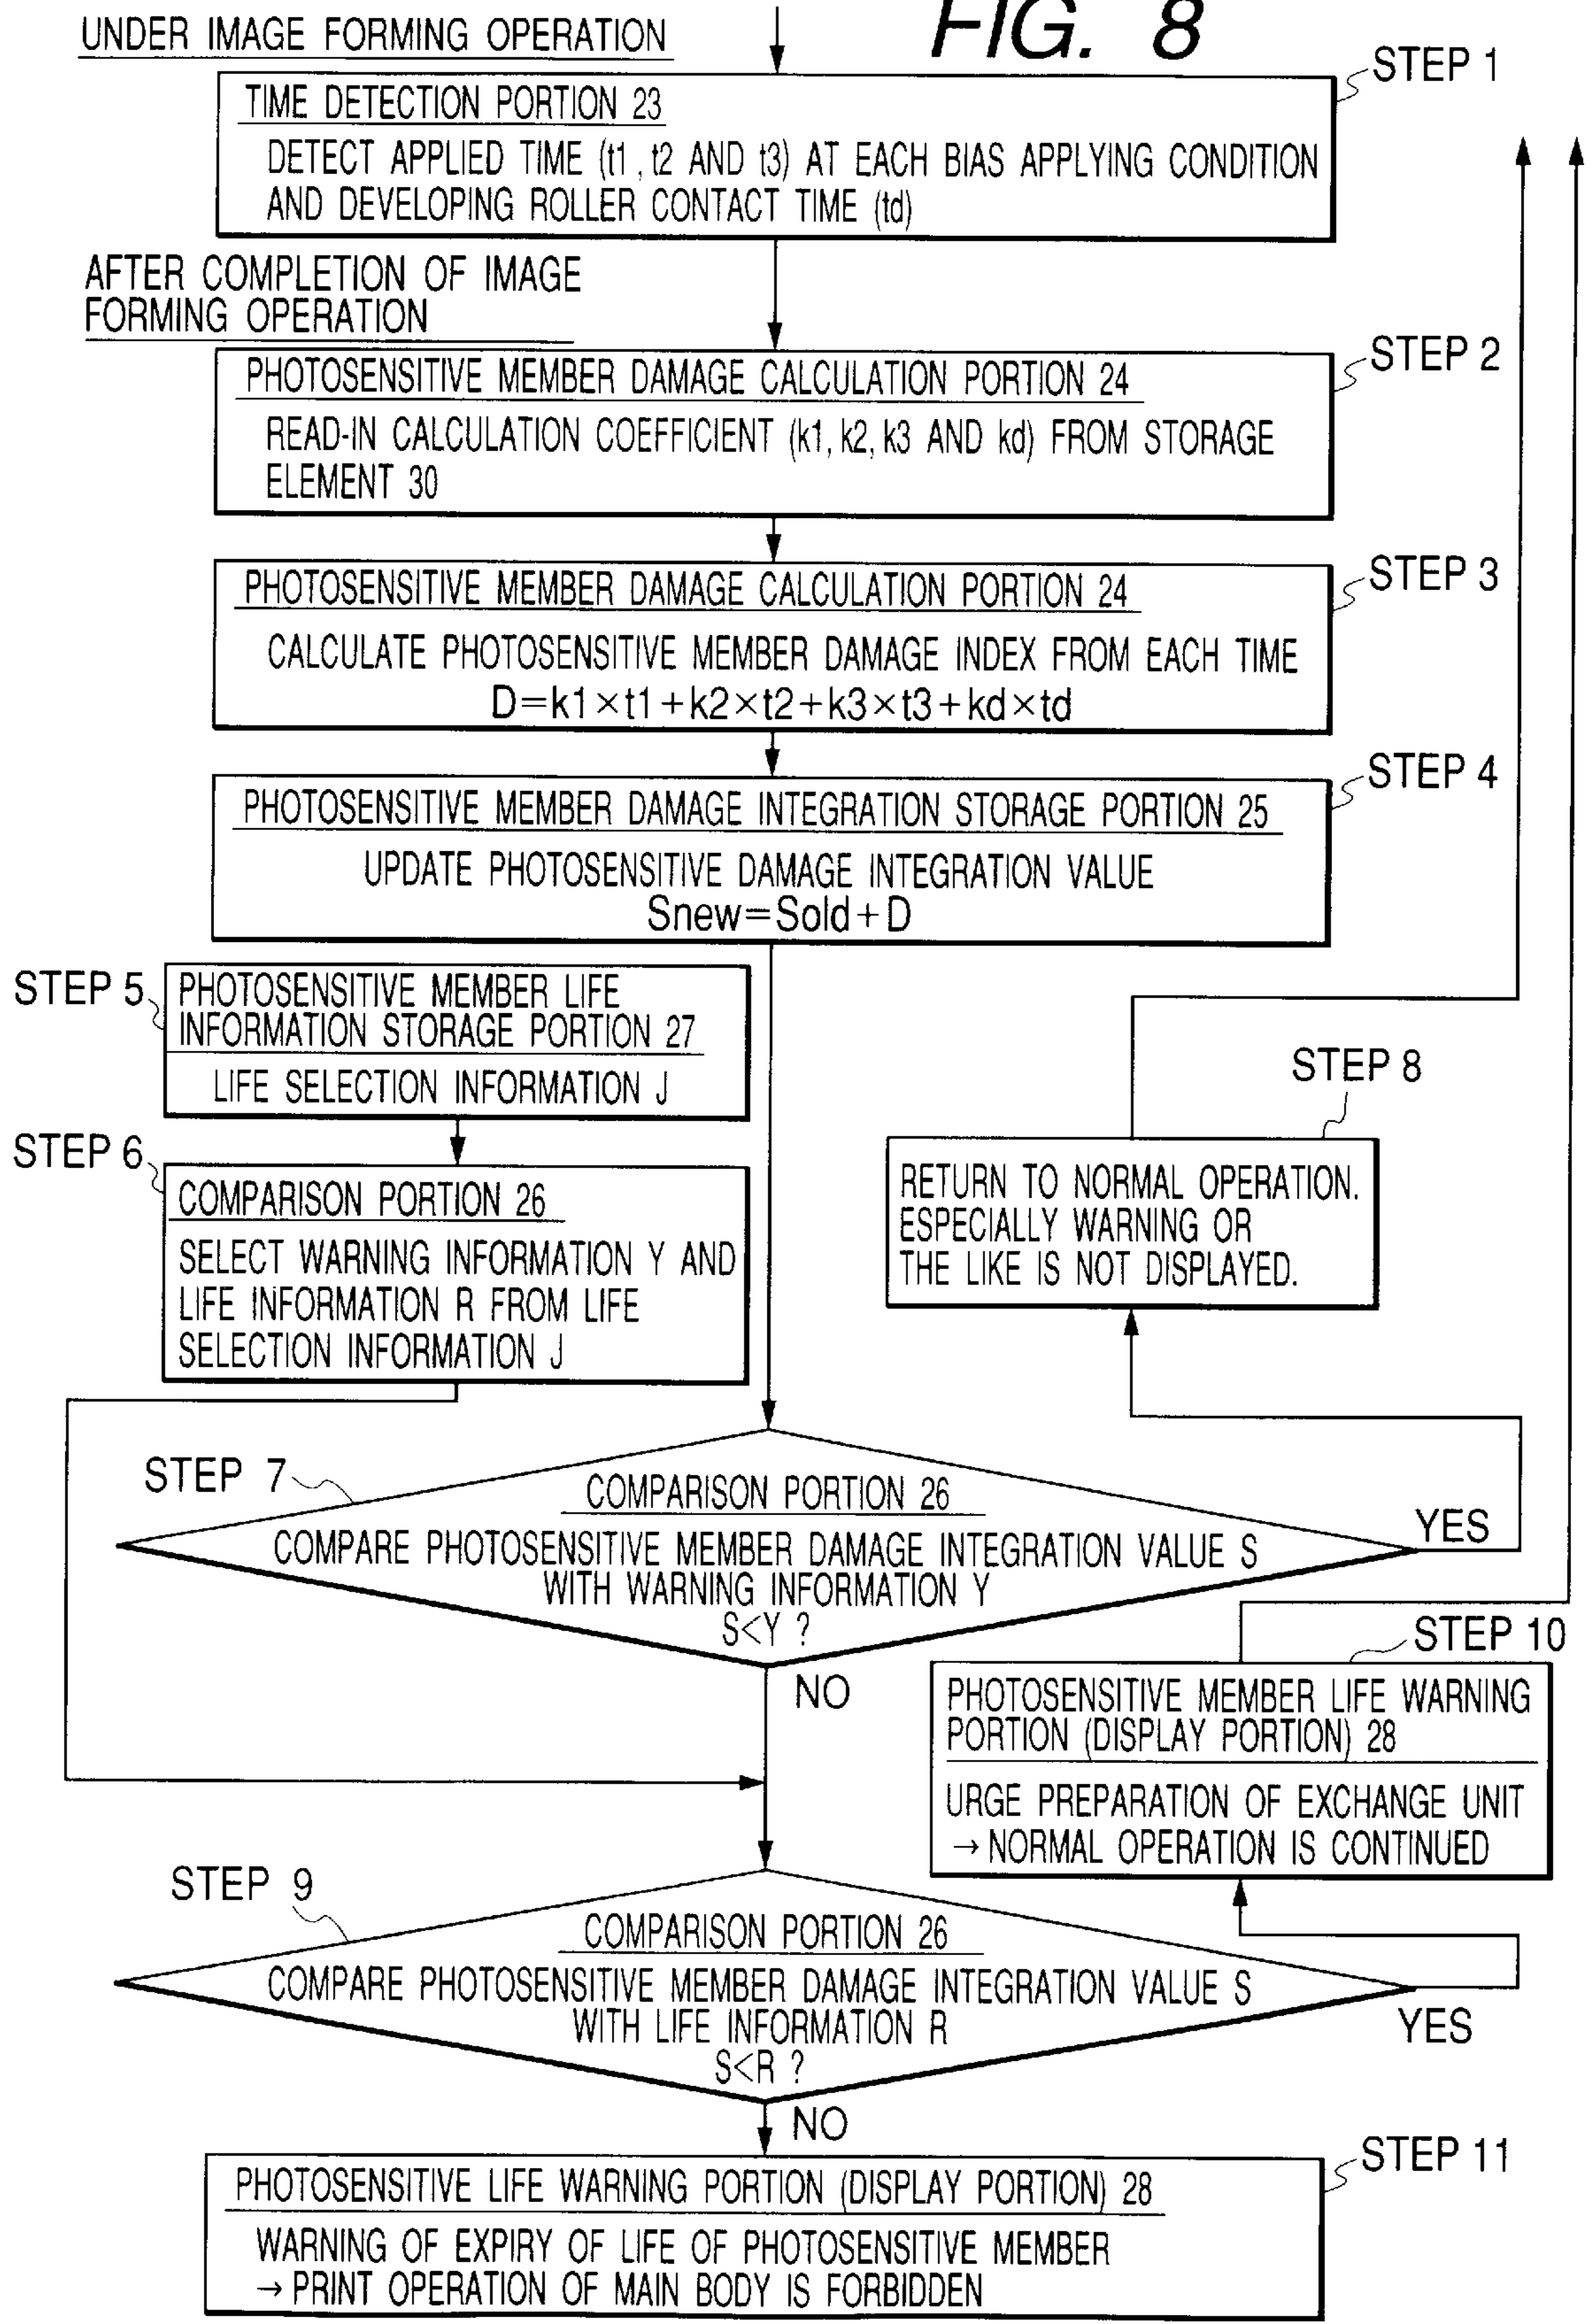 FIG. 8
UNDER IMAGE FORMING OPERATION
STEP 1
TIME DETECTION PORTION 23
DETECT APPLIED TIME (t1, t2 AND t3) AT EACH BIAS APPLYING CONDITION
AND DEVELOPING ROLLER CONTACT TIME (td)
AFTER COMPLETION OF IMAGE
FORMING OPERATION
STEP 2
PHOTOSENSITIVE MEMBER DAMAGE CALCULATION PORTION 24
READ-IN CALCULATION COEFFICIENT (k1, k2, k3 AND kd) FROM STORAGE
ELEMENT 30
STEP 3
PHOTOSENSITIVE MEMBER DAMAGE CALCULATION PORTION 24
CALCULATE PHOTOSENSITIVE MEMBER DAMAGE INDEX FROM EACH TIME
D=k1×t1+k2×t2+k3×t3+kd×td
STEP 4
PHOTOSENSITIVE MEMBER DAMAGE INTEGRATION STORAGE PORTION 25
UPDATE PHOTOSENSITIVE DAMAGE INTEGRATION VALUE
Snew=Sold+D
STEP 5
PHOTOSENSITIVE MEMBER LIFE
INFORMATION STORAGE PORTION 27
LIFE SELECTION INFORMATION J
STEP 6
COMPARISON PORTION 26
SELECT WARNING INFORMATION Y AND
LIFE INFORMATION R FROM LIFE
SELECTION INFORMATION J
STEP 8
RETURN TO NORMAL OPERATION.
ESPECIALLY WARNING OR
THE LIKE IS NOT DISPLAYED.
STEP 7
COMPARISON PORTION 26
COMPARE PHOTOSENSITIVE MEMBER DAMAGE INTEGRATION VALUE S
WITH WARNING INFORMATION Y
S<Y ?
YES
NO
STEP 10
PHOTOSENSITIVE MEMBER LIFE WARNING
PORTION (DISPLAY PORTION) 28
URGE PREPARATION OF EXCHANGE UNIT
→ NORMAL OPERATION IS CONTINUED
STEP 9
COMPARISON PORTION 26
COMPARE PHOTOSENSITIVE MEMBER DAMAGE INTEGRATION VALUE S
WITH LIFE INFORMATION R
S<R ?
YES
NO
STEP 11
PHOTOSENSITIVE LIFE WARNING PORTION (DISPLAY PORTION) 28
WARNING OF EXPIRY OF LIFE OF PHOTOSENSITIVE MEMBER
→ PRINT OPERATION OF MAIN BODY IS FORBIDDEN